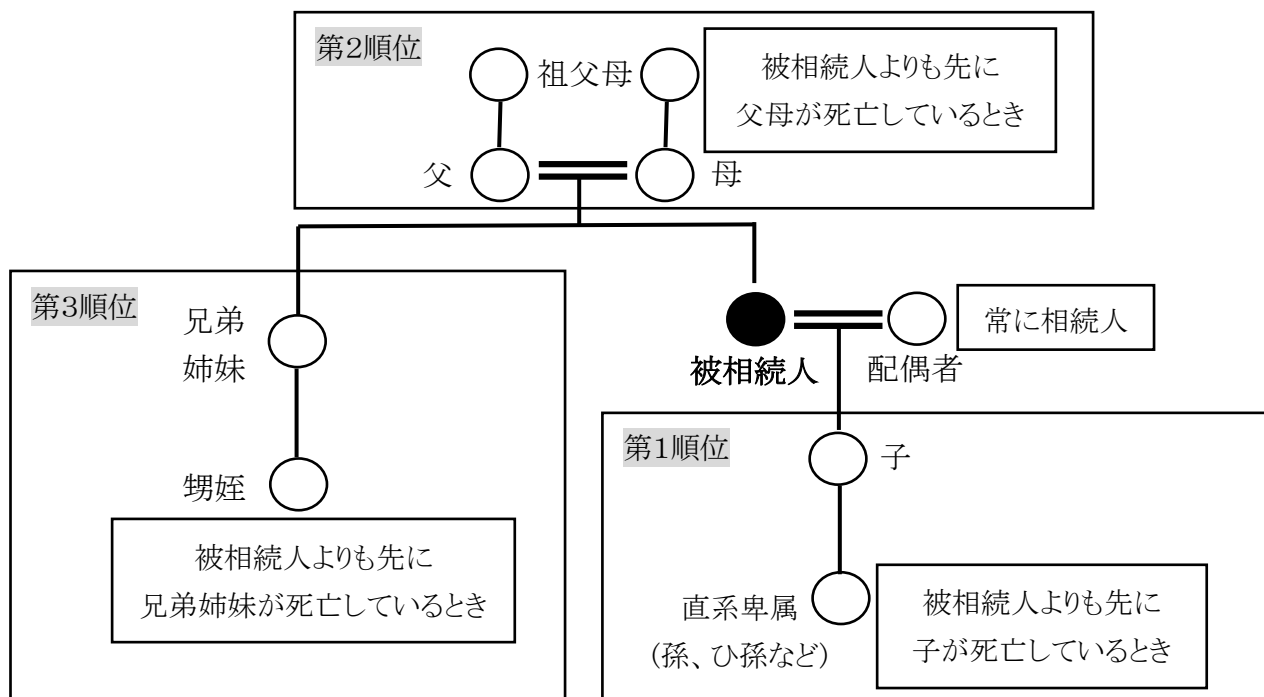 第2順位
祖父母
被相続人よりも先に
父母が死亡しているとき
父
母
第3順位
兄弟
姉妹
甥姪
被相続人よりも先に
兄弟姉妹が死亡しているとき
被相続人
配偶者
常に相続人
第1順位
子
直系卑属
(孫、ひ孫など)
被相続人よりも先に
子が死亡しているとき